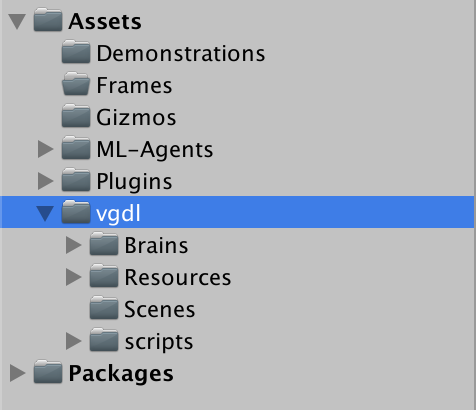 Assets
Demonstrations
Frames
Gizmos
ML-Agents
Plugins
vgdl
Brains
Resources
Scenes
scripts
Packages